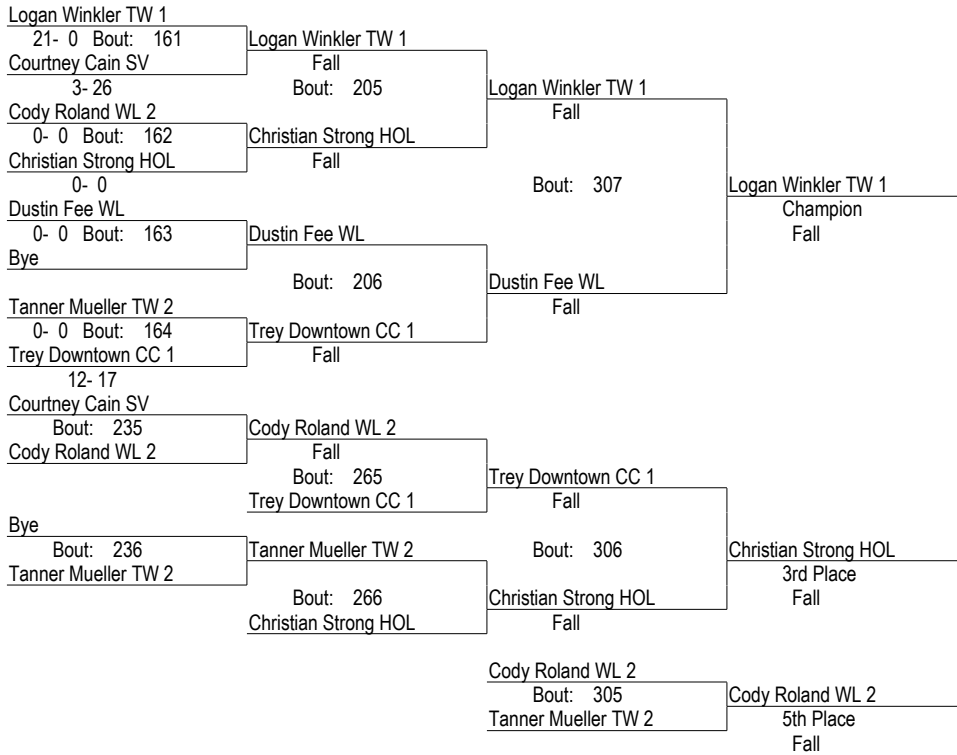 Logan Winkler TW 1
21- 0 Bout: 161
Logan Winkler TW 1
Courtney Cain SV
Fall
3- 26
Bout: 205
Logan Winkler TW 1
Cody Roland WL 2
Fall
0- 0 Bout: 162
Christian Strong HOL
Christian Strong HOL
Fall
0- 0
Bout: 307
Logan Winkler TW 1
Dustin Fee WL
Champion
0- 0 Bout: 163
Dustin Fee WL
Fall
Bye
Bout: 206
Dustin Fee WL
Tanner Mueller TW 2
Fall
0- 0 Bout: 164
Trey Downtown CC 1
Trey Downtown CC 1
Fall
12- 17
Courtney Cain SV
Bout: 235
Cody Roland WL 2
Cody Roland WL 2
Fall
Bout: 265
Trey Downtown CC 1
Trey Downtown CC 1
Fall
Bye
Bout: 236
Tanner Mueller TW 2
Bout: 306
Christian Strong HOL
Tanner Mueller TW 2
3rd Place
Bout: 266
Christian Strong HOL
Fall
Christian Strong HOL
Fall
Cody Roland WL 2
Bout: 305
Cody Roland WL 2
Tanner Mueller TW 2
5th Place
Fall